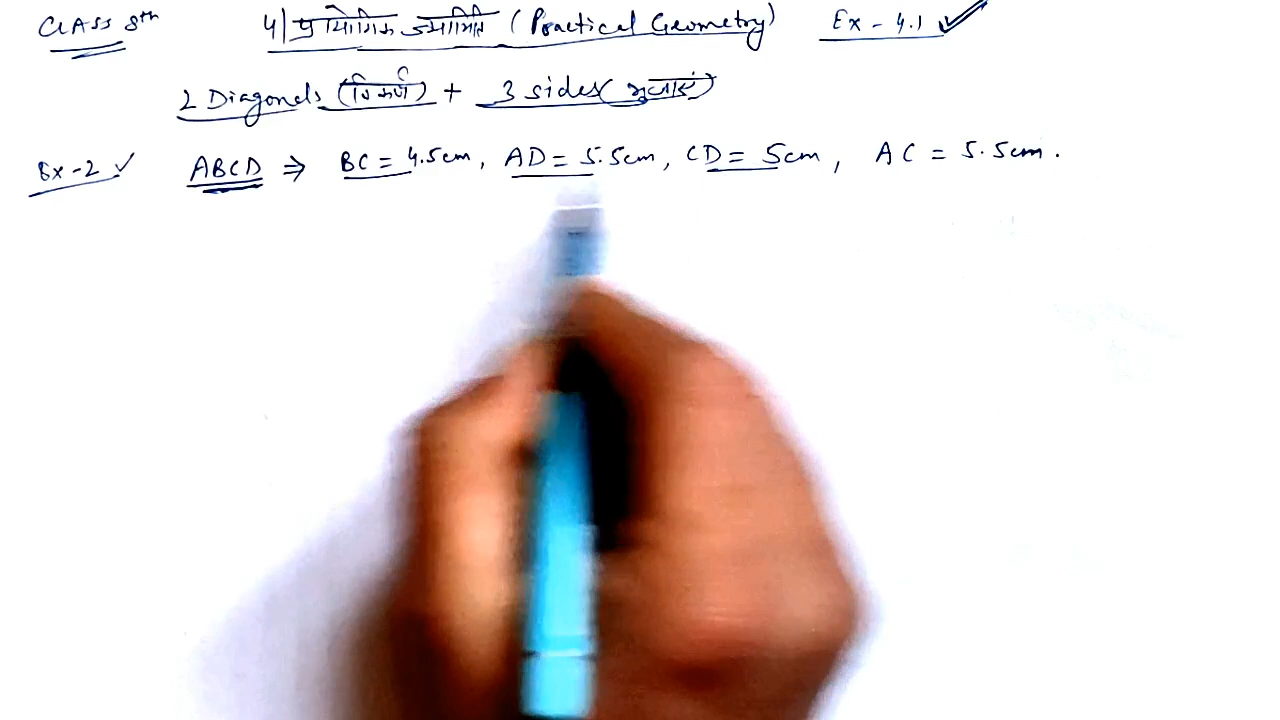 CLASS 8th 4| प्रयोगिक ज्यामिति (Practical Geometry) Ex - 4.1 ✓
2 Diagonals (विकर्ण) + 3 sides (भुजाएं)
Ex-2 ✓ ABCD ⇒ BC = 4.5cm, AD = 5.5cm, CD = 5cm, AC = 5.5cm.